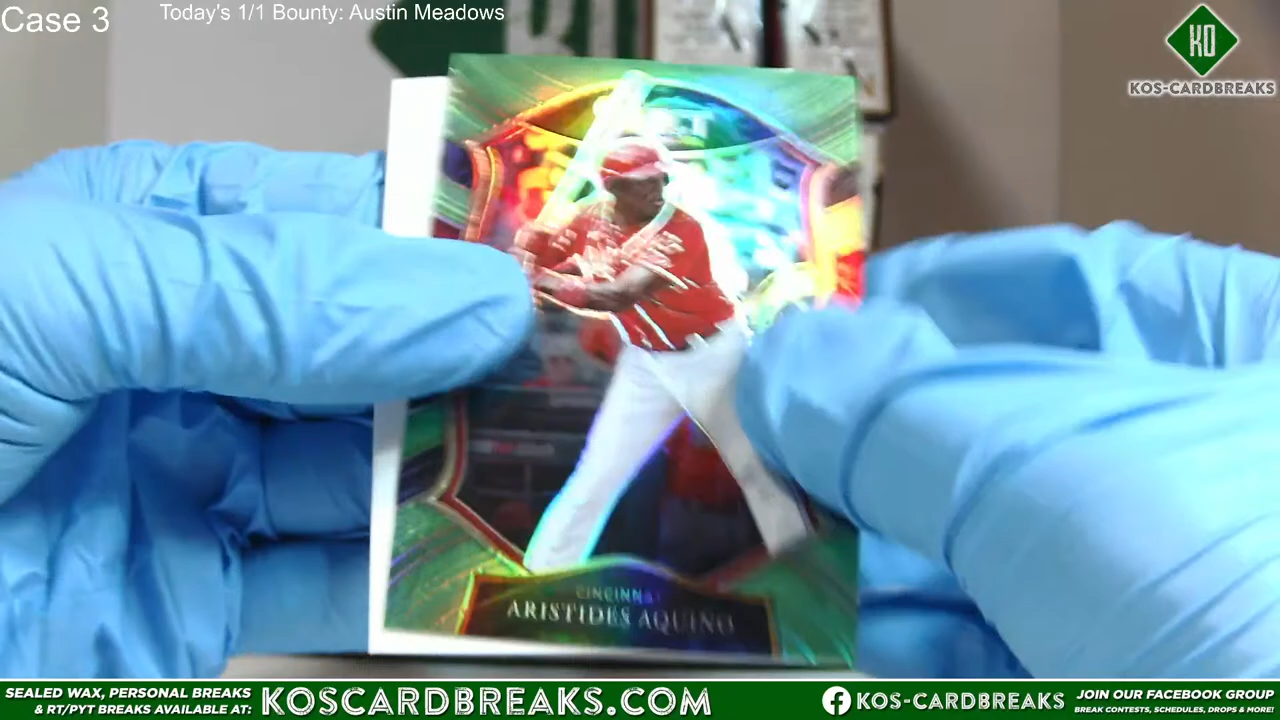 Case 3
Today's 1/1 Bounty: Austin Meadows
KO
KOS-CARDBREAKS
CINCINNATI
ARISTIDES AQUINO
SEALED WAX, PERSONAL BREAKS
& RT/PYT BREAKS AVAILABLE AT:
KOSCARDBREAKS.COM
KOS-CARDBREAKS
JOIN OUR FACEBOOK GROUP
BREAK CONTESTS, SCHEDULES, DROPS & MORE!